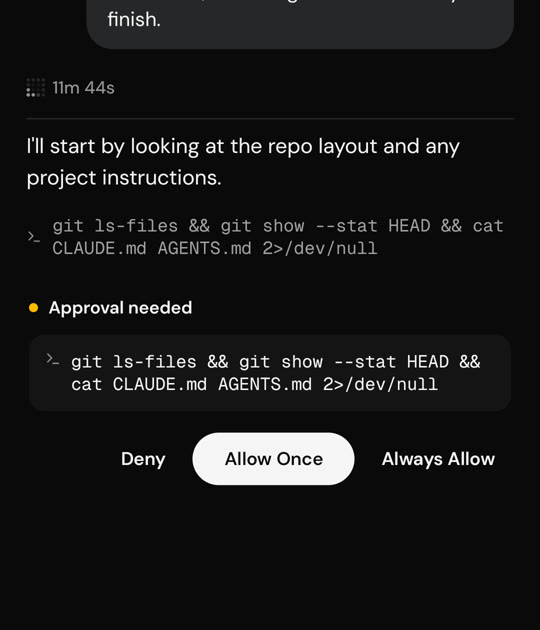 finish.
11m 44s
I'll start by looking at the repo layout and any
project instructions.
git ls-files && git show --stat HEAD && cat
CLAUDE.md AGENTS.md 2>/dev/null
Approval needed
git ls-files && git show --stat HEAD &&
cat CLAUDE.md AGENTS.md 2>/dev/null
Deny
Allow Once
Always Allow